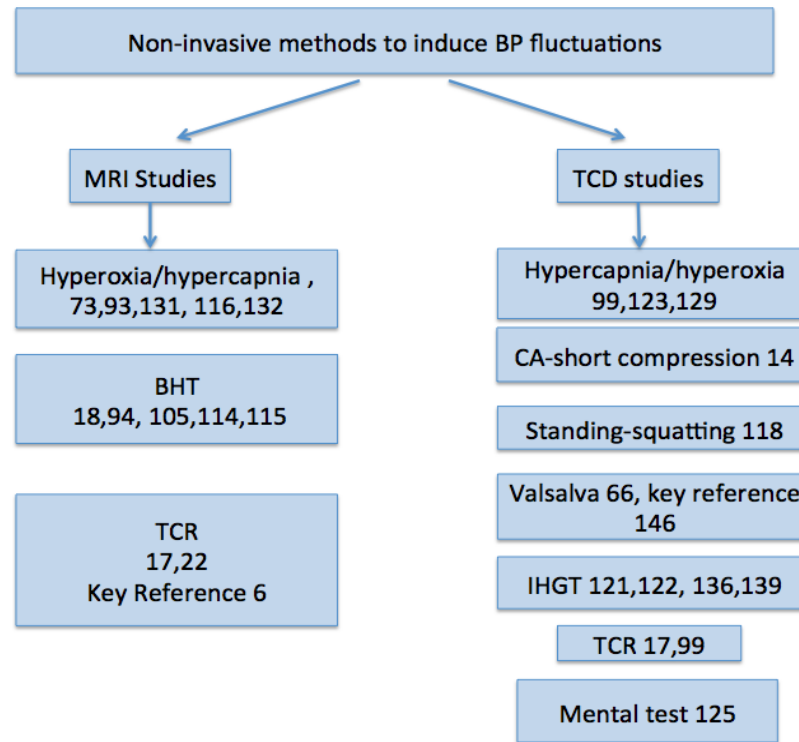 Non-invasive methods to induce BP fluctuations
MRI Studies
Hyperoxia/hypercapnia ,
73,93,131, 116,132
BHT
18,94, 105,114,115
TCR
17,22
Key Reference 6
TCD studies
Hypercapnia/hyperoxia
99,123,129
CA-short compression 14
Standing-squatting 118
Valsalva 66, key reference
146
IHGT 121,122, 136,139
TCR 17,99
Mental test 125